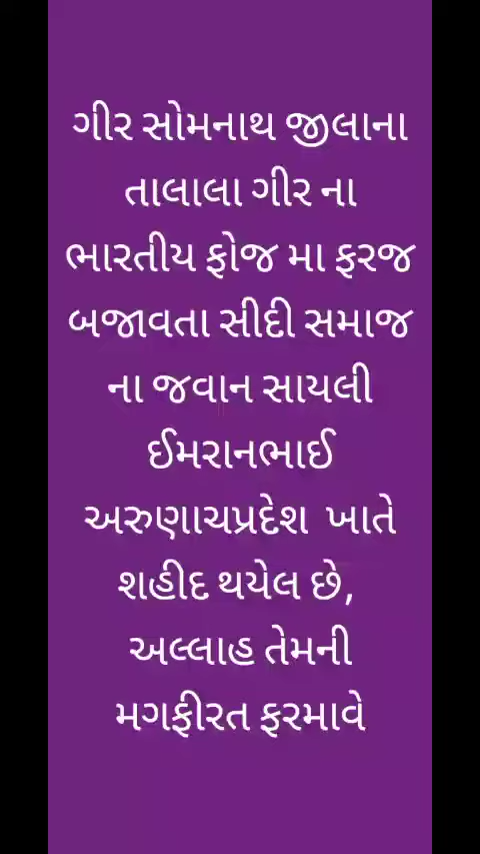 ગીર સોમનાથ જીલાના
તાલાલા ગીર ના
ભારતીય ફોજ મા ફરજ
બજાવતા સીદી સમાજ
ના જવાન સાયલી
ઈમરાનભાઈ
અરુણાચપ્રદેશ ખાતે
શહીદ થયેલ છે,
અલ્લાહ તેમની
મગફીરત ફરમાવે